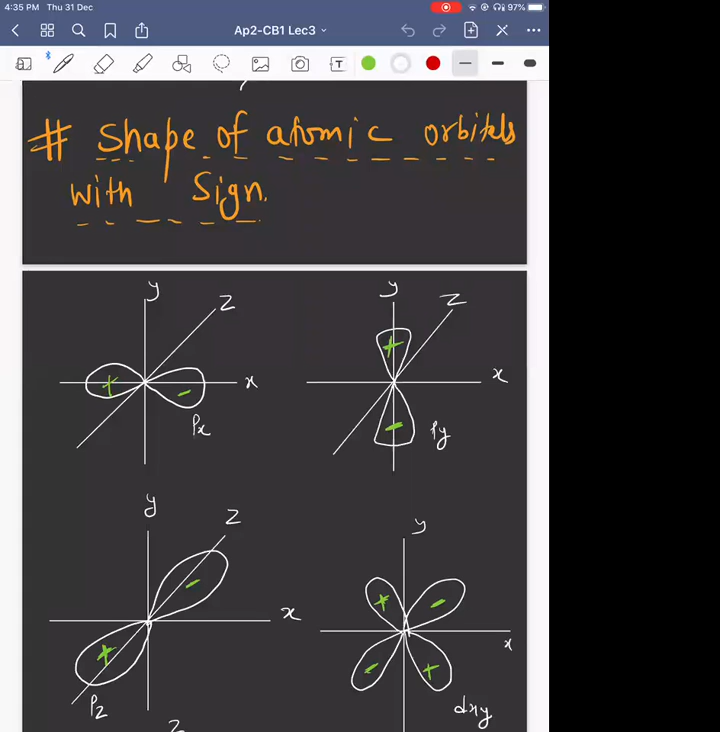 4:35 PM Thu 31 Dec
97%
Ap2-CB1 Lec3
T
# Shape of atomic orbitals
with Sign.
y
z
x
+
-
Px
y
z
x
+
-
Py
y
z
x
-
+
Pz
y
x
+
-
-
+
dxy
z